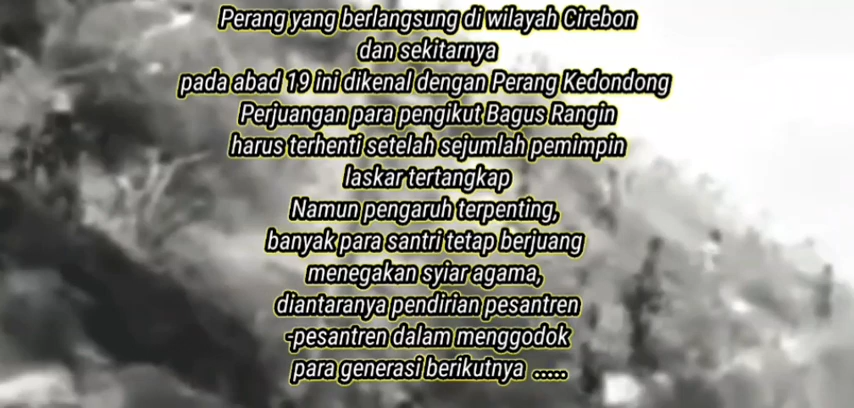 Perang yang berlangsung di wilayah Cirebon
dan sekitarnya
pada abad 19 ini dikenal dengan Perang Kedondong
Perjuangan para pengikut Bagus Rangin
harus terhenti setelah sejumlah pemimpin
laskar tertangkap
Namun pengaruh terpenting,
banyak para santri tetap berjuang
menegakan syiar agama,
diantaranya pendirian pesantren
-pesantren dalam menggodok
para generasi berikutnya .....